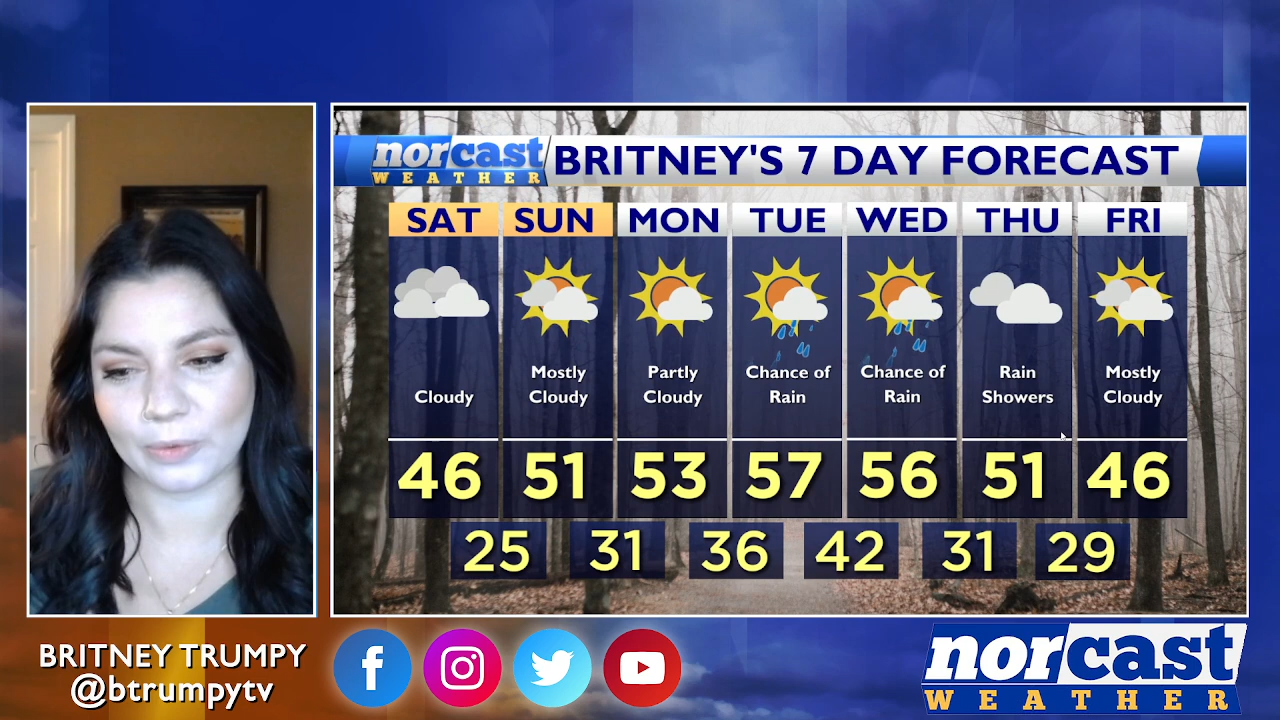 norcast
WEATHER
BRITNEY'S 7 DAY FORECAST
SAT SUN MON TUE WED THU FRI
Cloudy
Mostly
Cloudy
Partly
Cloudy
Chance of
Rain
Chance of
Rain
Rain
Showers
Mostly
Cloudy
46 51 53 57 56 51 46
25 31 36 42 31 29
BRITNEY TRUMPY
@btrumpytv
norcast
WEATHER